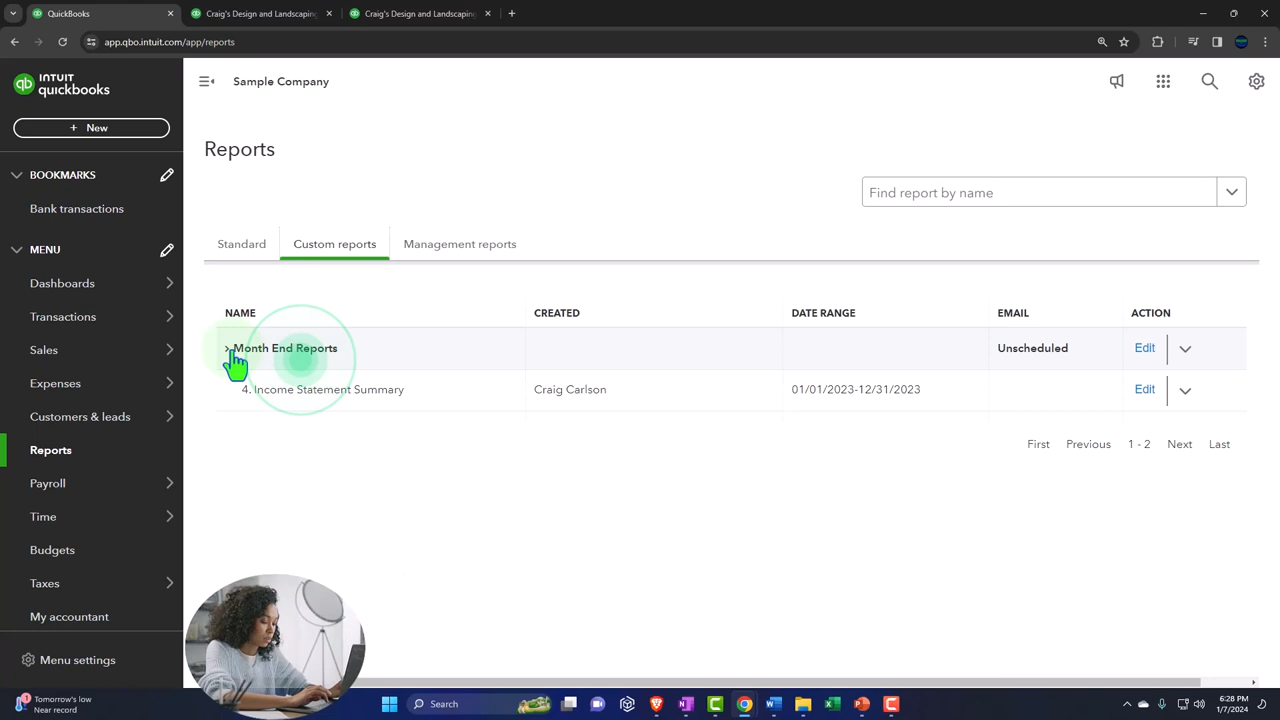 QuickBooks
Craig's Design and Landscaping
Craig's Design and Landscaping
app.qbo.intuit.com/app/reports
INTUIT
quickbooks
+ New
BOOKMARKS
Bank transactions
MENU
Dashboards
Transactions
Sales
Expenses
Customers & leads
Reports
Payroll
Time
Budgets
Taxes
My accountant
Menu settings
Sample Company
Reports
Find report by name
Standard
Custom reports
Management reports
NAME CREATED DATE RANGE EMAIL ACTION
Month End Reports Unscheduled Edit
4. Income Statement Summary Craig Carlson 01/01/2023-12/31/2023 Edit
First Previous 1 - 2 Next Last
Tomorrow's low
Near record
Search
6:28 PM
1/7/2024